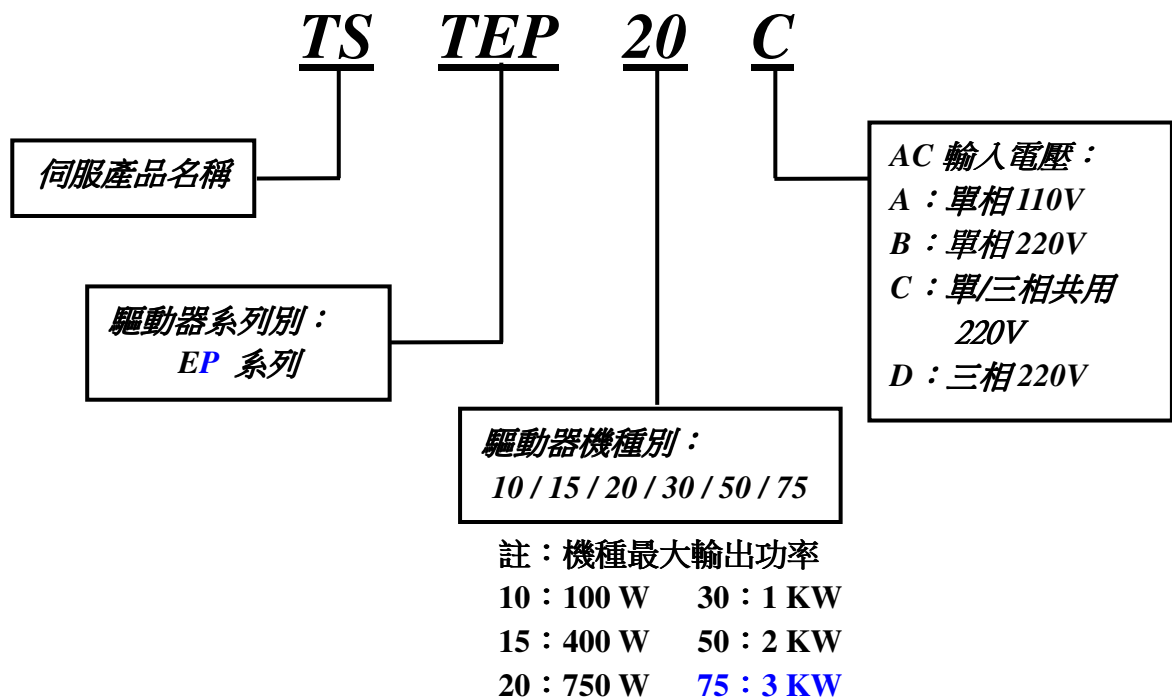 TS TEP 20 C
伺服產品名稱
AC 輸入電壓：
A：單相 110V
B：單相 220V
C：單/三相共用
220V
D：三相 220V
驅動器系列別：
EP 系列
驅動器機種別：
10 / 15 / 20 / 30 / 50 / 75
註：機種最大輸出功率
10：100 W 30：1 KW
15：400 W 50：2 KW
20：750 W 75：3 KW